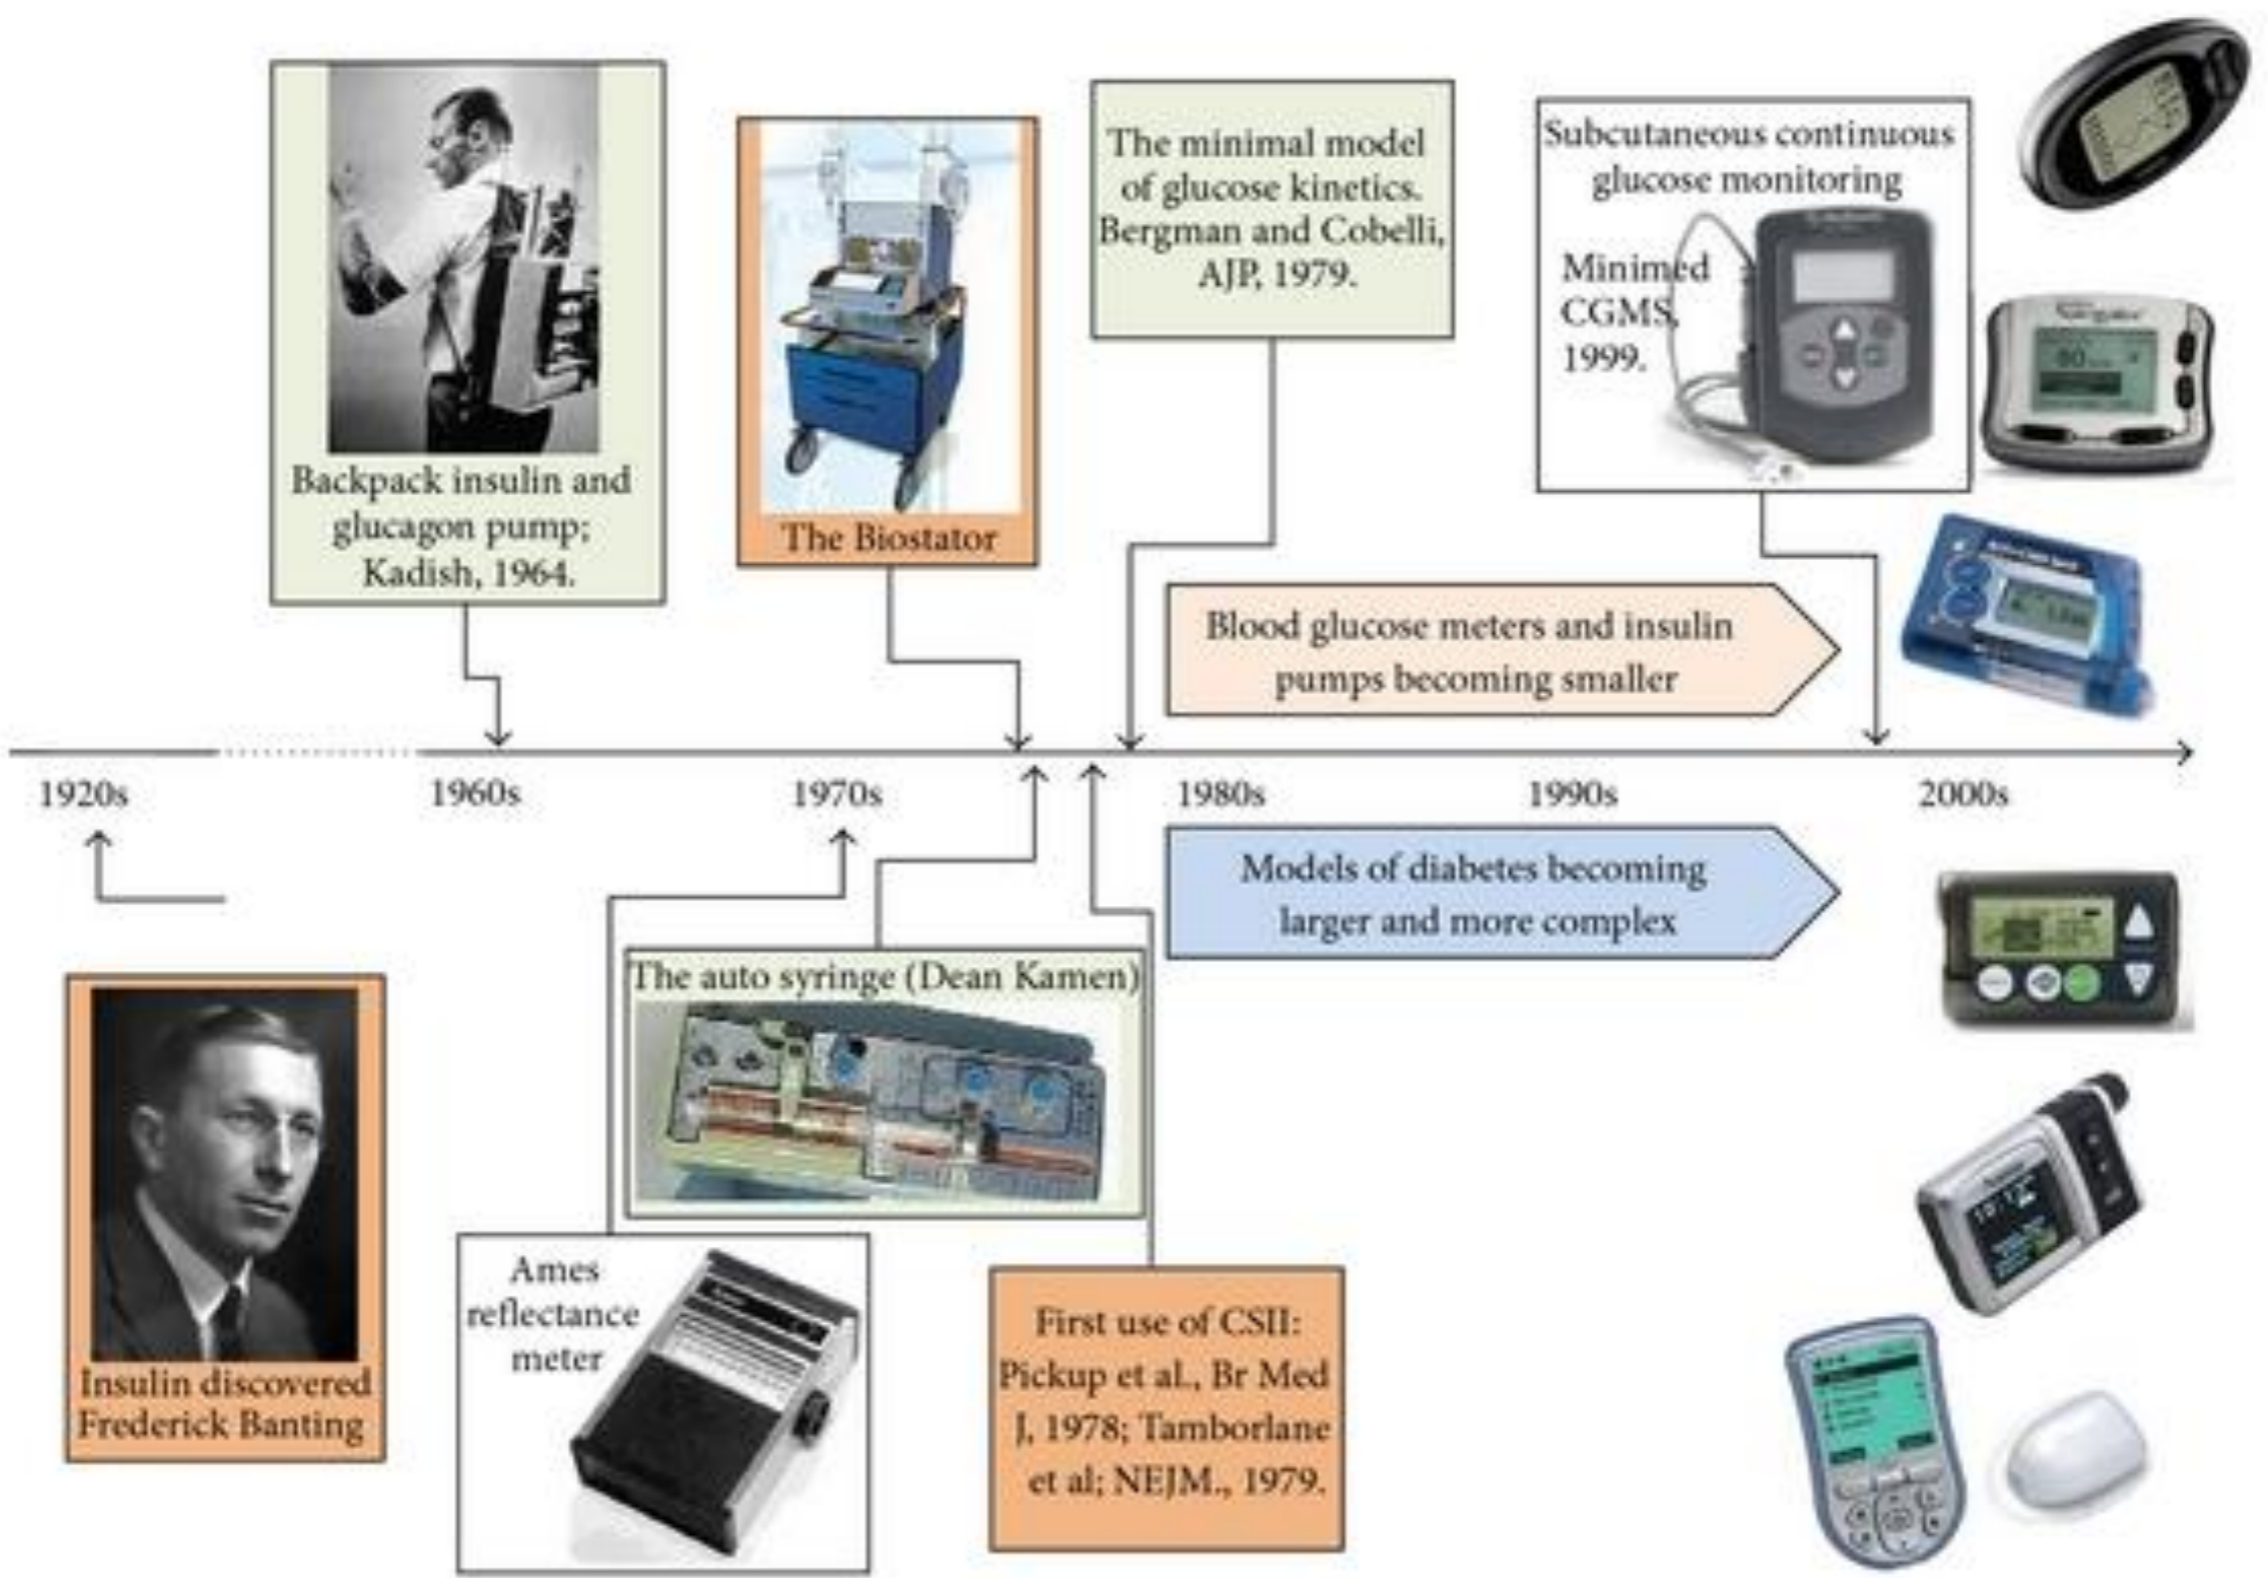 Backpack insulin and
glucagon pump;
Kadish, 1964.
The Biostator
The minimal model
of glucose kinetics.
Bergman and Cobelli,
AJP, 1979.
Subcutaneous continuous
glucose monitoring
Minimed
CGMS,
1999.
Blood glucose meters and insulin
pumps becoming smaller
1920s
1960s
1970s
1980s
1990s
2000s
Models of diabetes becoming
larger and more complex
The auto syringe (Dean Kamen)
Insulin discovered
Frederick Banting
Ames
reflectance
meter
First use of CSII:
Pickup et al., Br Med
J, 1978; Tamborlane
et al; NEJM., 1979.